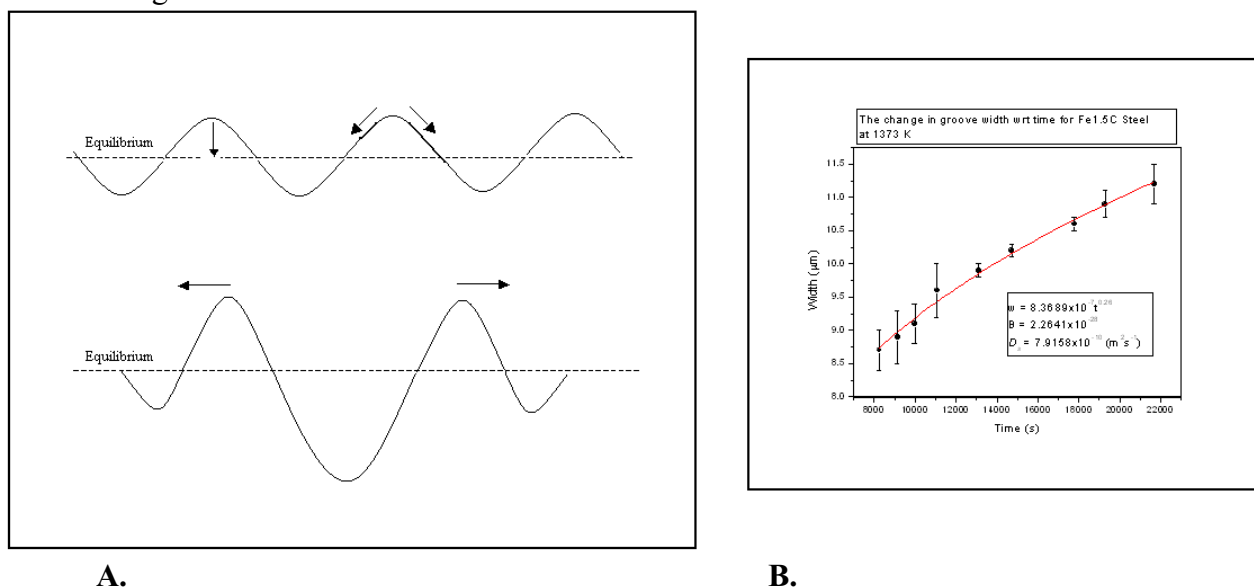 Equilibrium
Equilibrium
A.
The change in groove width wrt time for Fe1.5C Steel
at 1373 K
Width (μm)
11.5
11.0
10.5
10.0
9.5
9.0
8.5
8.0
w = 8.3689x10 t
B = 2.2641x10
D = 7.9158x10 (m s )
8000 10000 12000 14000 16000 18000 20000 22000
Time (s)
B.